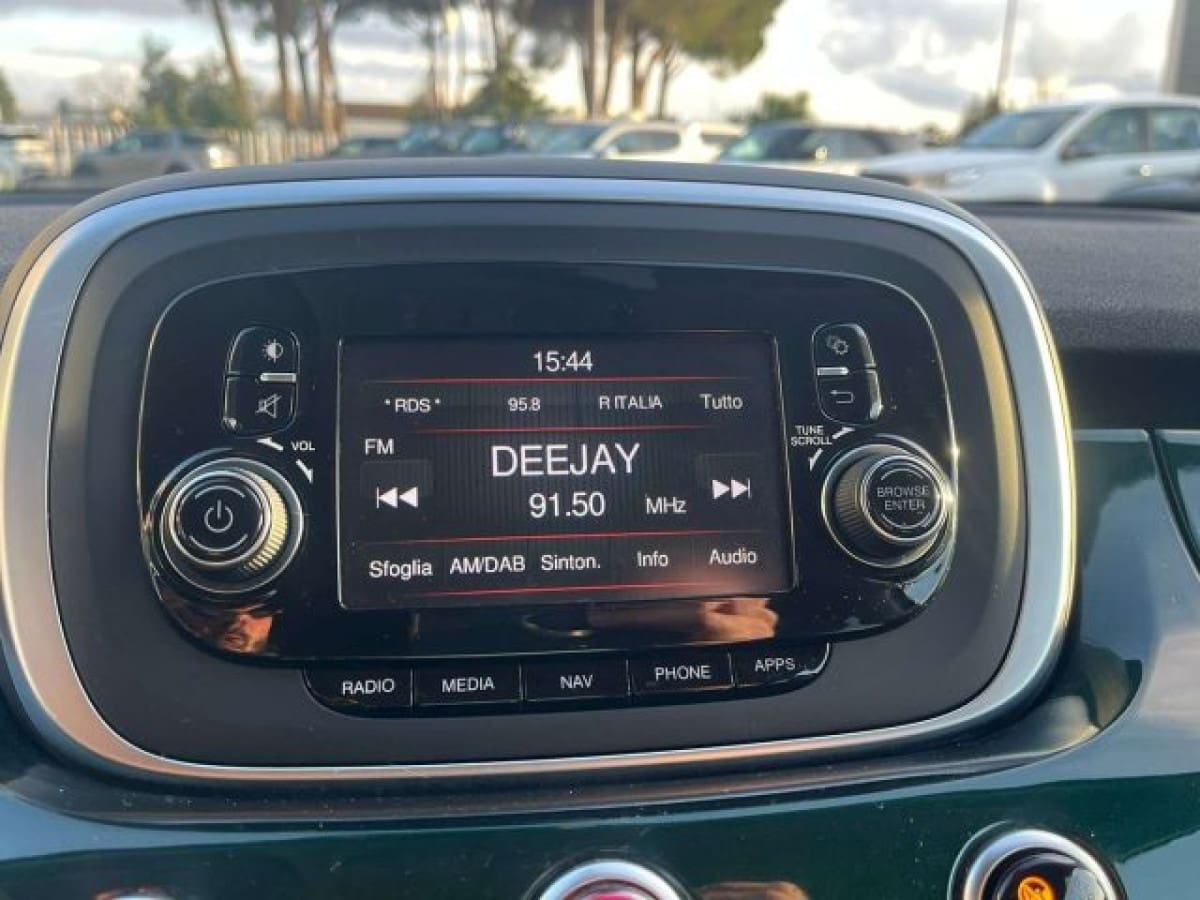 15:44
*RDS* 95.8 R ITALIA Tutto
FM
DEEJAY
91.50 MHz
Sfoglia AM/DAB Sinton. Info Audio
VOL
TUNE
SCROLL
BROWSE
ENTER
RADIO MEDIA NAV PHONE APPS